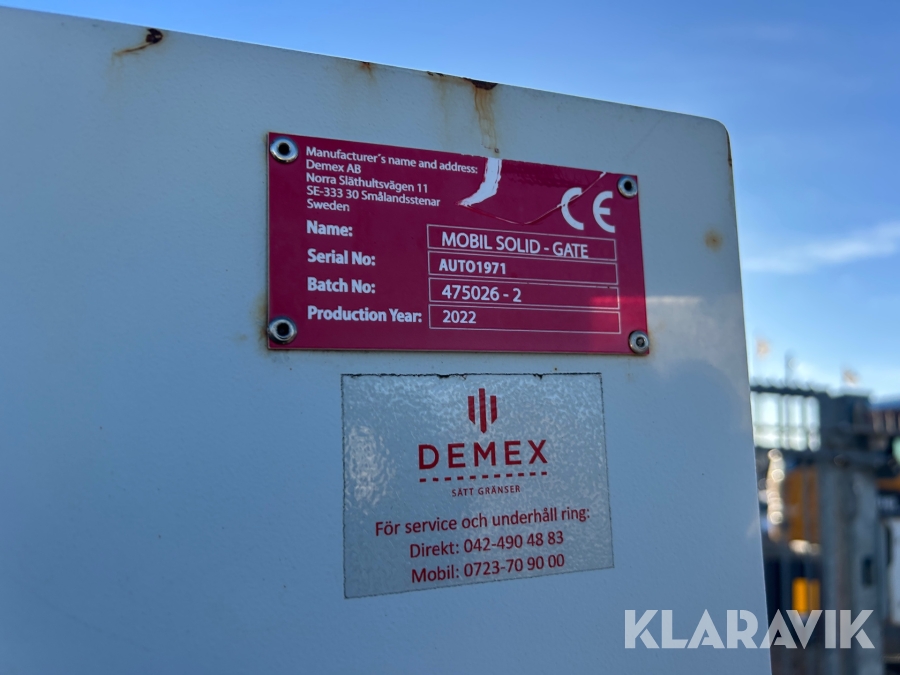 Manufacturer´s name and address:
Demex AB
Norra Släthultsvägen 11
SE-333 30 Smålandsstenar
Sweden
CE
Name: MOBIL SOLID - GATE
Serial No: AUTO1971
Batch No: 475026 - 2
Production Year: 2022
DEMEX
SÄTT GRÄNSER
För service och underhåll ring:
Direkt: 042-490 48 83
Mobil: 0723-70 90 00
KLARAVIK